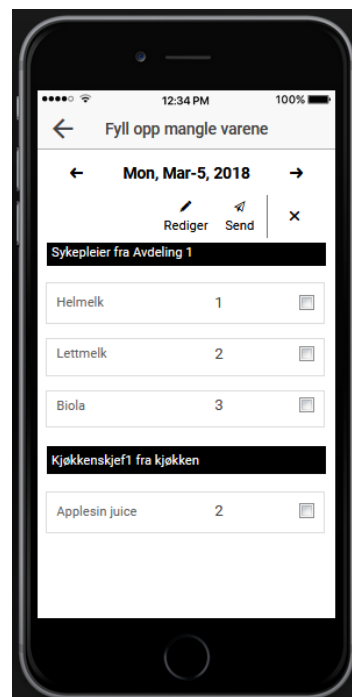 12:34 PM 100%
Fyll opp mangle varene
Mon, Mar-5, 2018
Rediger Send
Sykepleier fra Avdeling 1
Helmelk 1
Lettmelk 2
Biola 3
Kjøkkenskjef1 fra kjøkken
Applesin juice 2